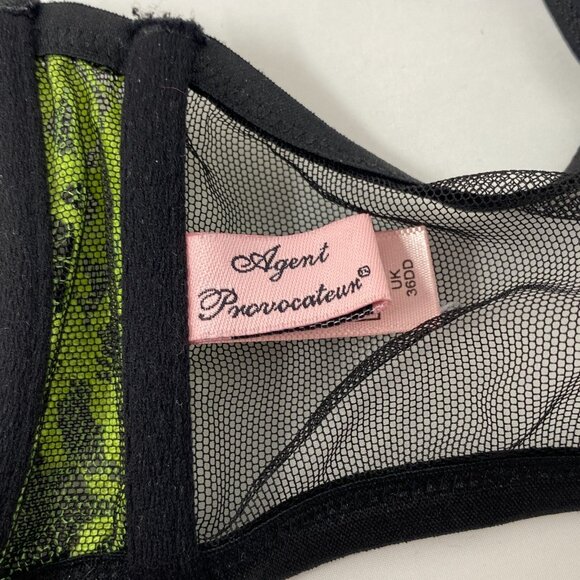 Agent
Provocateur®
UK
36DD